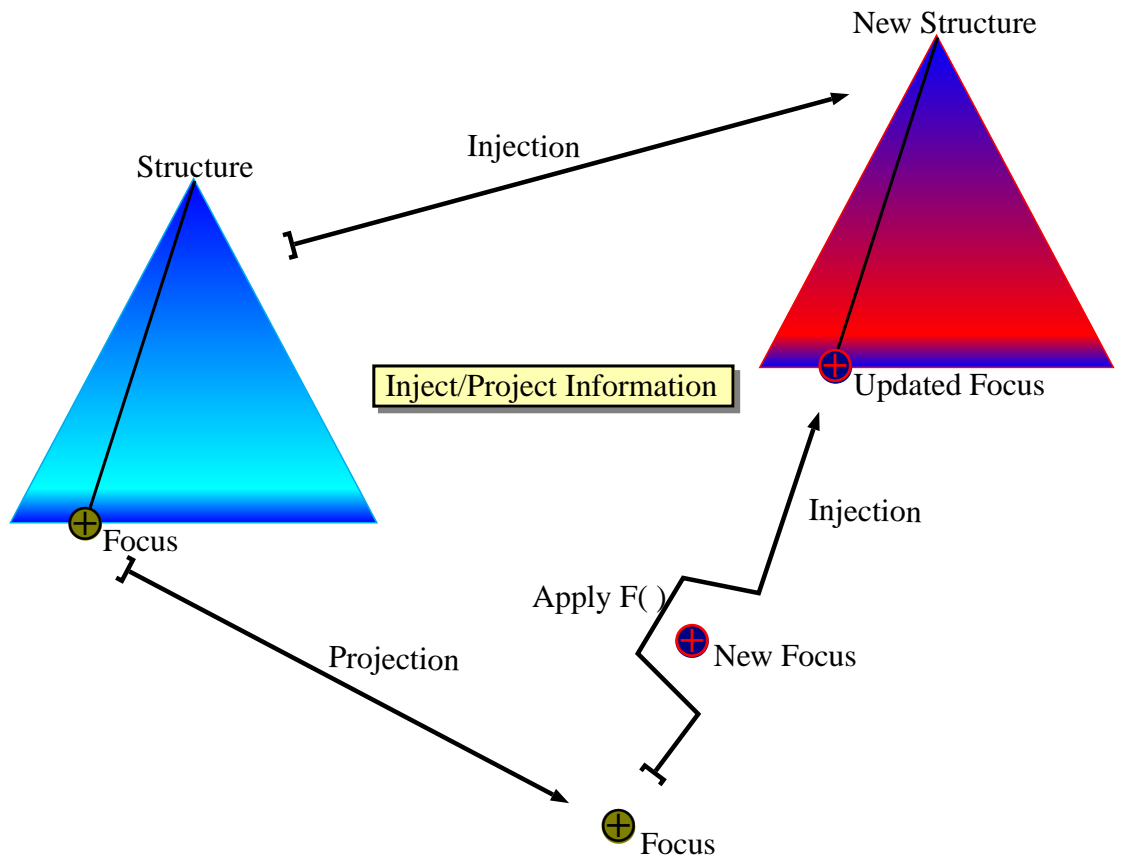 New Structure
Injection
Structure
Inject/Project Information
Updated Focus
Injection
Focus
Apply F( )
Projection
New Focus
Focus